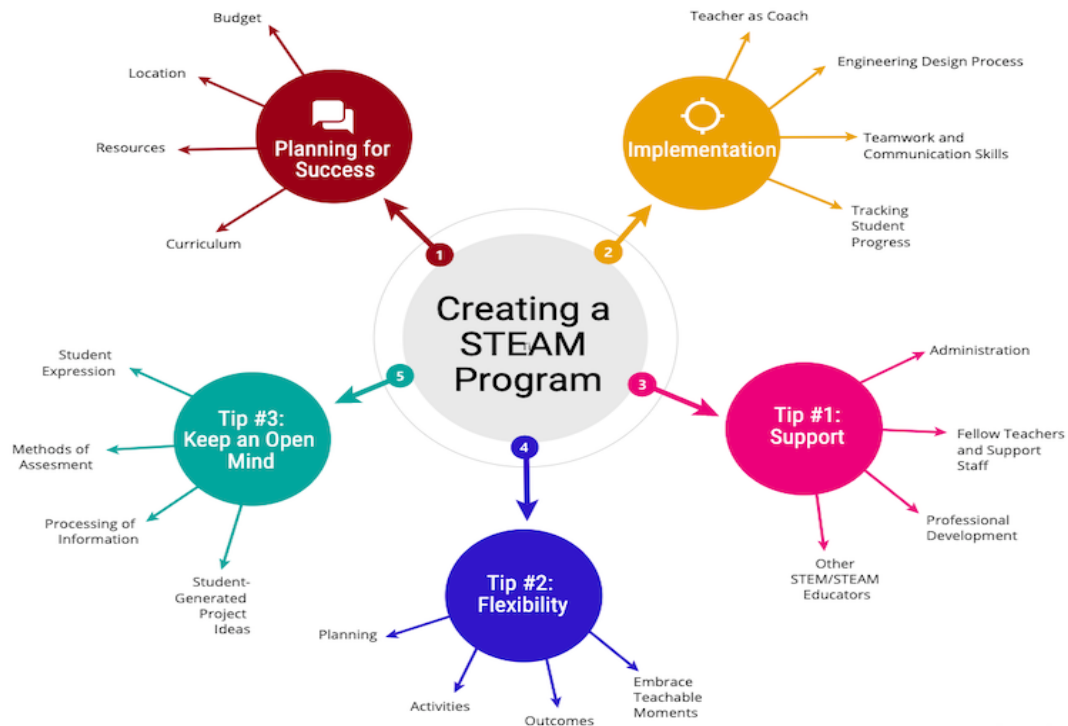 Creating a
STEAM
Program
1
Planning for
Success
Budget
Location
Resources
Curriculum
2
Implementation
Teacher as Coach
Engineering Design Process
Teamwork and
Communication Skills
Tracking
Student
Progress
3
Tip #1:
Support
Administration
Fellow Teachers
and Support
Staff
Professional
Development
Other
STEM/STEAM
Educators
4
Tip #2:
Flexibility
Embrace
Teachable
Moments
Outcomes
Activities
Planning
5
Tip #3:
Keep an Open
Mind
Student
Expression
Methods of
Assesment
Processing of
Information
Student-
Generated
Project
Ideas